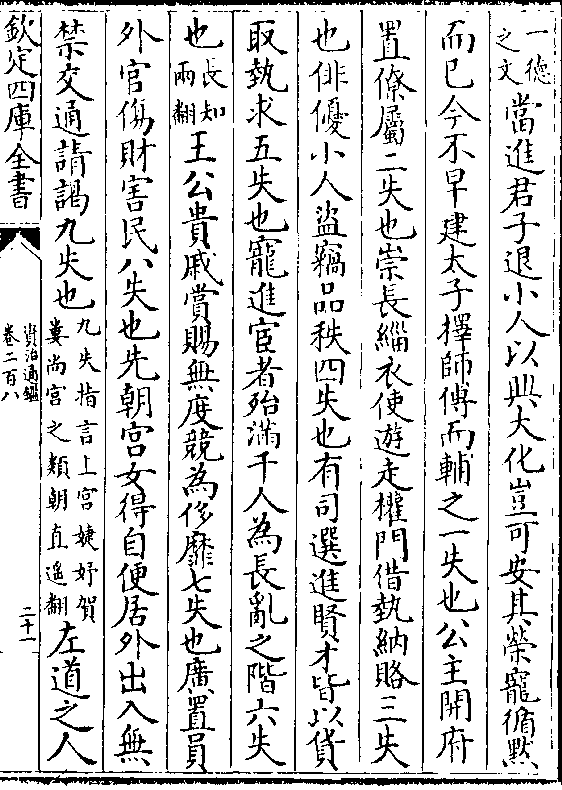 一德之文當進君子退小人以興大化豈可安其榮寵循黙
而已今不早建太子擇師傅而輔之一失也公主開府
置僚屬二失也崇長緇衣使遊走權門借勢納賂三失
也俳優小人盜竊品秩四失也有司選進賢才皆以貨
取勢求五失也寵進宦者殆滿千人為長亂之階六失
也長知兩翻王公貴戚賞賜無度競為侈靡七失也廣置員
外官傷財害民八失也先朝宫女得自便居外出入無
禁交通請謁九失也九失指言上官婕妤賀婁尚宫之類朝直遥翻左道之人
欽定四庫全書
資治通鑑
卷二百八
二十一